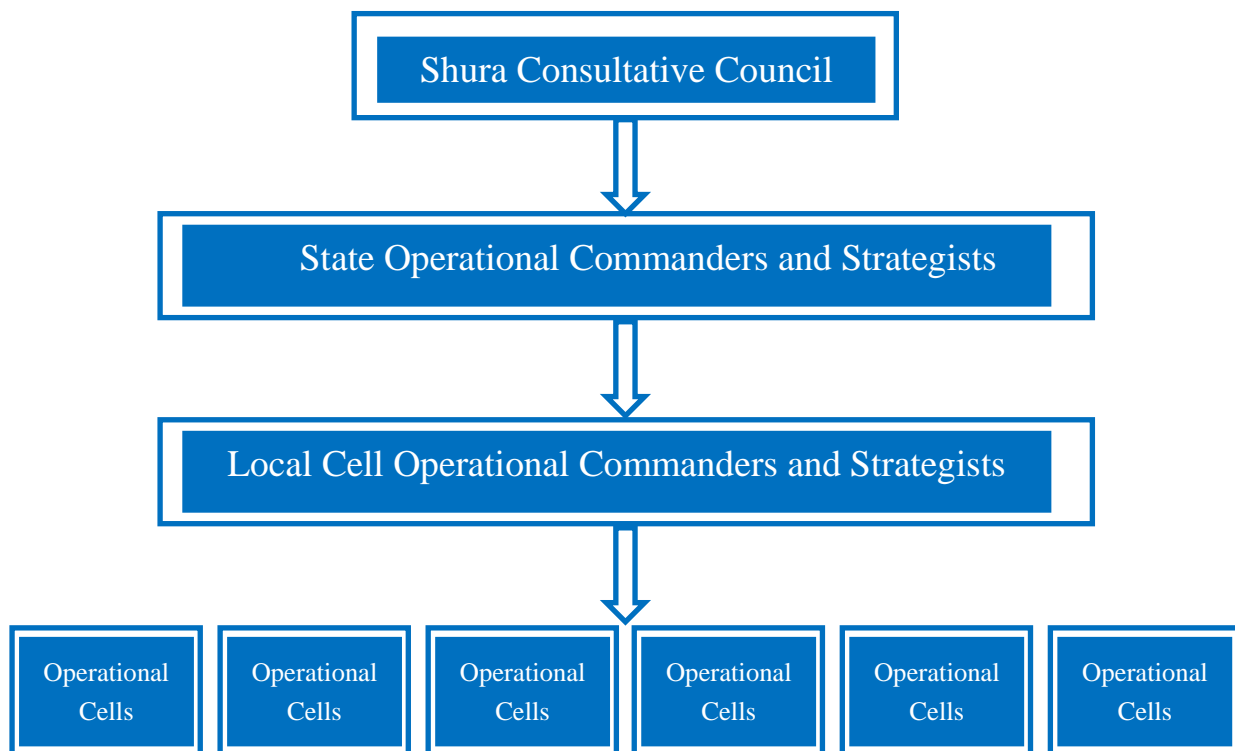 Shura Consultative Council
State Operational Commanders and Strategists
Local Cell Operational Commanders and Strategists
Operational
Cells
Operational
Cells
Operational
Cells
Operational
Cells
Operational
Cells
Operational
Cells